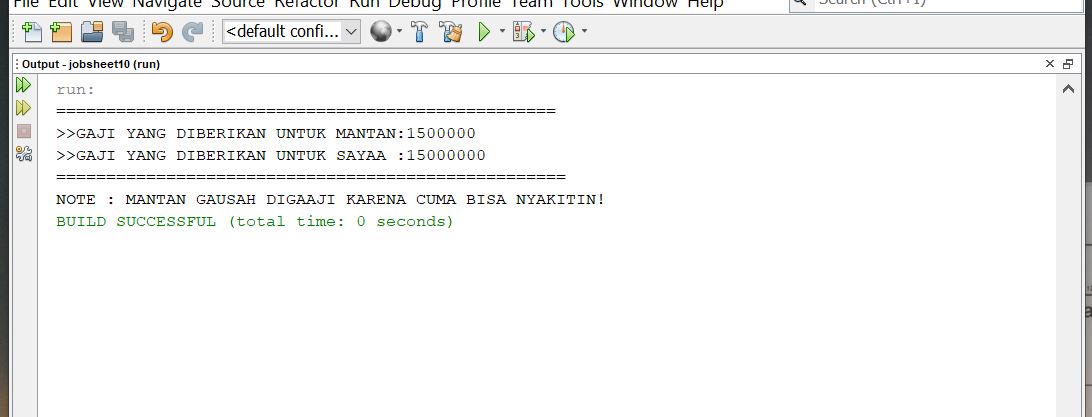 File Edit View Navigate Source Refactor Run Debug Profile Team Tools Window Help
Search (Ctrl+I)
<default confi...
Output - jobsheet10 (run)
run:
==================================================
>>GAJI YANG DIBERIKAN UNTUK MANTAN:1500000
>>GAJI YANG DIBERIKAN UNTUK SAYAA :15000000
===================================================
NOTE : MANTAN GAUSAH DIGAAJI KARENA CUMA BISA NYAKITIN!
BUILD SUCCESSFUL (total time: 0 seconds)